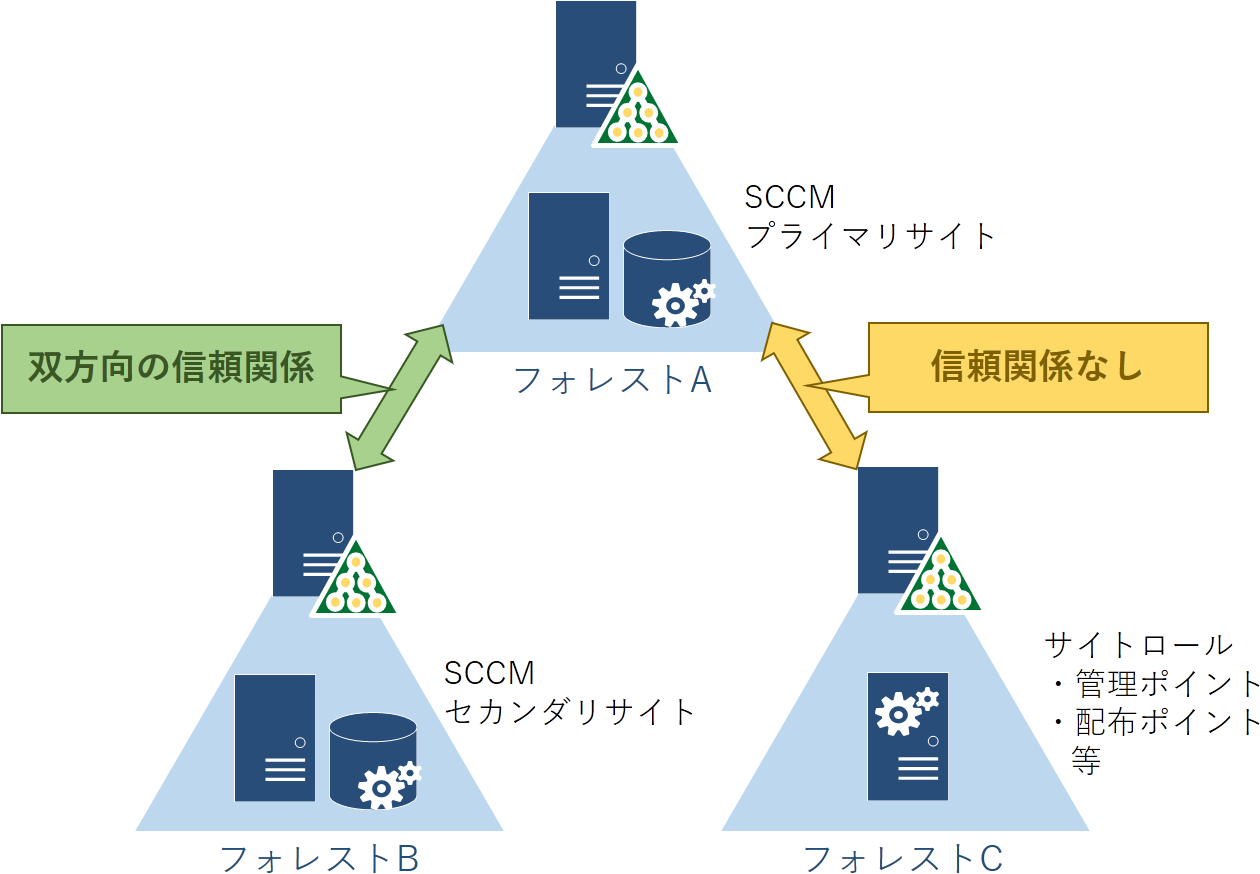 SCCM
プライマリサイト
双方向の信頼関係
信頼関係なし
フォレストA
SCCM
セカンダリサイト
サイトロール
・管理ポイント
・配布ポイント
等
フォレストB
フォレストC